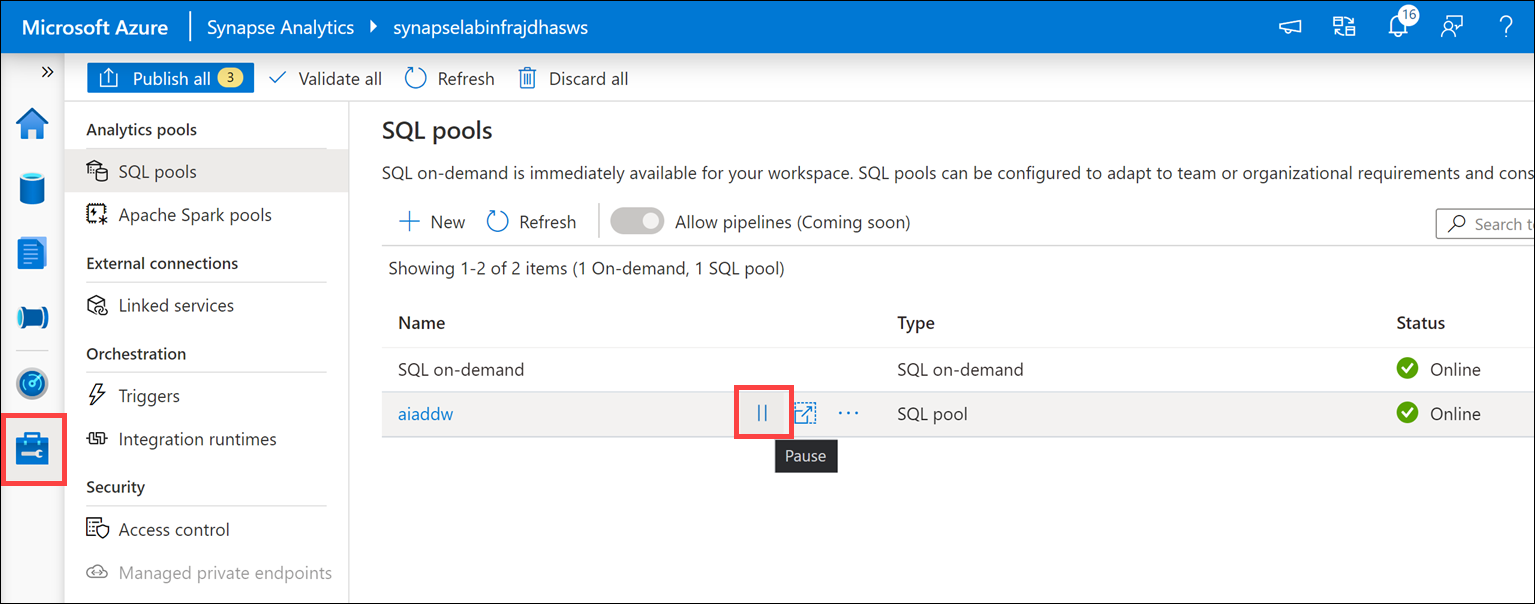 Microsoft Azure
Synapse Analytics
synapselabinfrajdhasws
16
?
»
Publish all 3
Validate all
Refresh
Discard all
Analytics pools
SQL pools
Apache Spark pools
External connections
Linked services
Orchestration
Triggers
Integration runtimes
Security
Access control
Managed private endpoints
SQL pools
SQL on-demand is immediately available for your workspace. SQL pools can be configured to adapt to team or organizational requirements and cons
New
Refresh
Allow pipelines (Coming soon)
Search t
Showing 1-2 of 2 items (1 On-demand, 1 SQL pool)
Name Type Status
SQL on-demand SQL on-demand Online
aiaddw ··· SQL pool Online
Pause